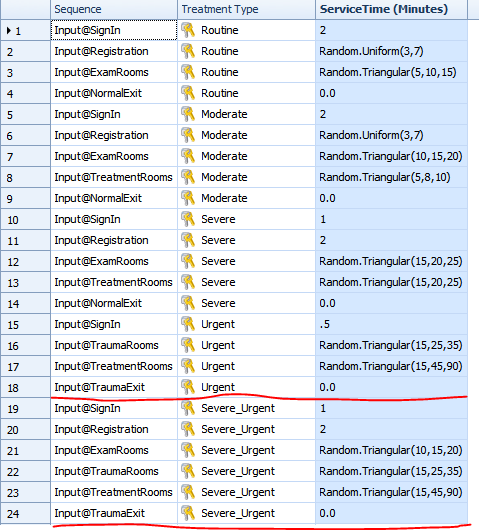 Sequence Treatment Type ServiceTime (Minutes)
1 Input@SignIn Routine 2
2 Input@Registration Routine Random.Uniform(3,7)
3 Input@ExamRooms Routine Random.Triangular(5,10,15)
4 Input@NormalExit Routine 0.0
5 Input@SignIn Moderate 2
6 Input@Registration Moderate Random.Uniform(3,7)
7 Input@ExamRooms Moderate Random.Triangular(10,15,20)
8 Input@TreatmentRooms Moderate Random.Triangular(5,8,10)
9 Input@NormalExit Moderate 0.0
10 Input@SignIn Severe 1
11 Input@Registration Severe 2
12 Input@ExamRooms Severe Random.Triangular(15,20,25)
13 Input@TreatmentRooms Severe Random.Triangular(15,20,25)
14 Input@NormalExit Severe 0.0
15 Input@SignIn Urgent .5
16 Input@TraumaRooms Urgent Random.Triangular(15,25,35)
17 Input@TreatmentRooms Urgent Random.Triangular(15,45,90)
18 Input@TraumaExit Urgent 0.0
19 Input@SignIn Severe_Urgent 1
20 Input@Registration Severe_Urgent 2
21 Input@ExamRooms Severe_Urgent Random.Triangular(10,15,20)
22 Input@TraumaRooms Severe_Urgent Random.Triangular(15,25,35)
23 Input@TreatmentRooms Severe_Urgent Random.Triangular(15,45,90)
24 Input@TraumaExit Severe_Urgent 0.0